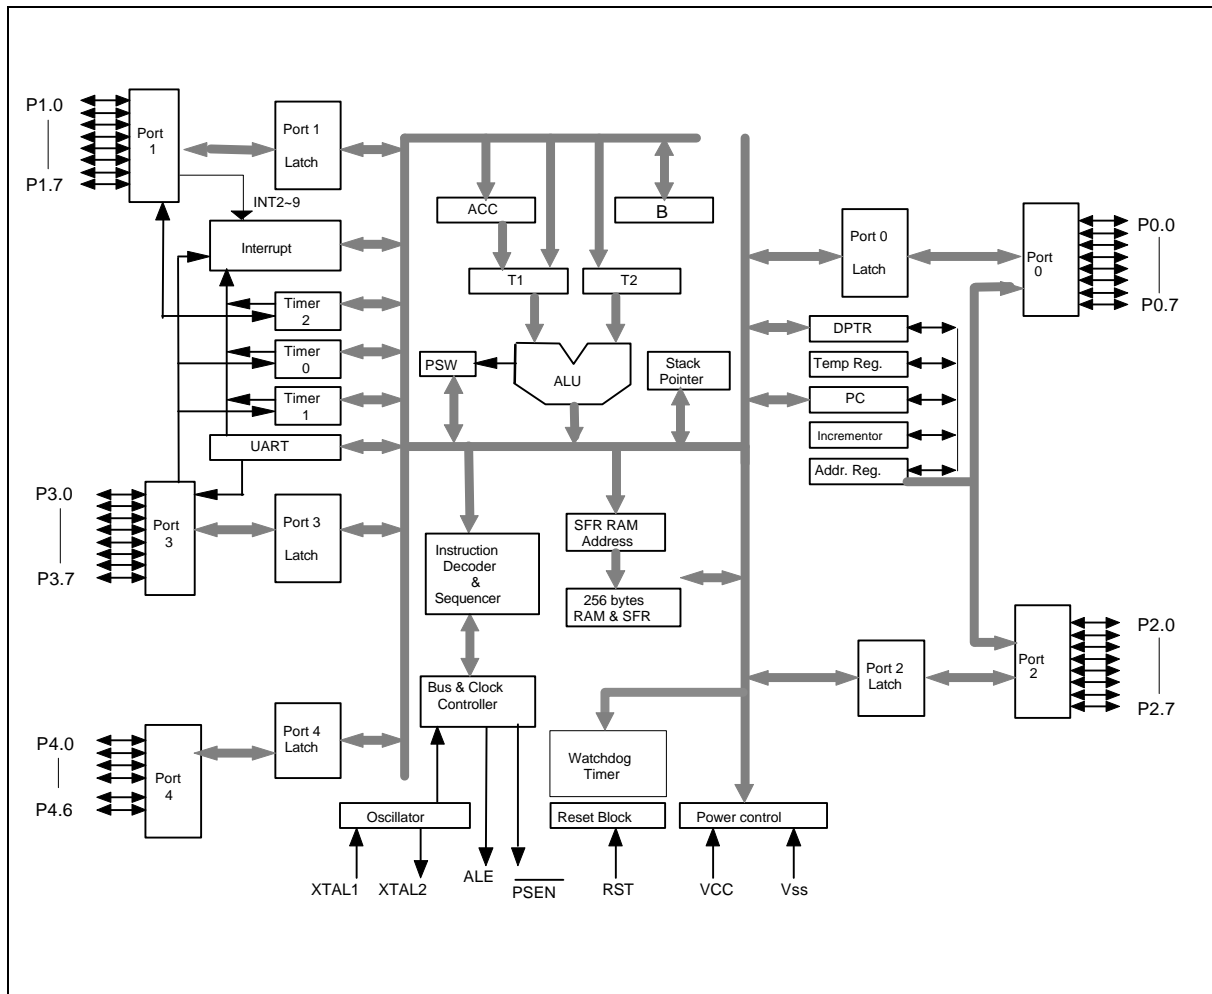 P1.0
P1.7
Port
1
Port 1
Latch
INT2~9
Interrupt
Timer
2
Timer
0
Timer
1
UART
P3.0
P3.7
Port
3
Port 3
Latch
P4.0
P4.6
Port
4
Port 4
Latch
ACC
B
T1
T2
PSW
ALU
Stack
Pointer
Instruction
Decoder
&
Sequencer
SFR RAM
Address
256 bytes
RAM & SFR
Bus & Clock
Controller
Watchdog
Timer
Oscillator
Reset Block
Power control
XTAL1
XTAL2
ALE
PSEN
RST
VCC
Vss
Port 0
Latch
Port
0
P0.0
P0.7
DPTR
Temp Reg.
PC
Incrementor
Addr. Reg.
Port 2
Latch
Port
2
P2.0
P2.7